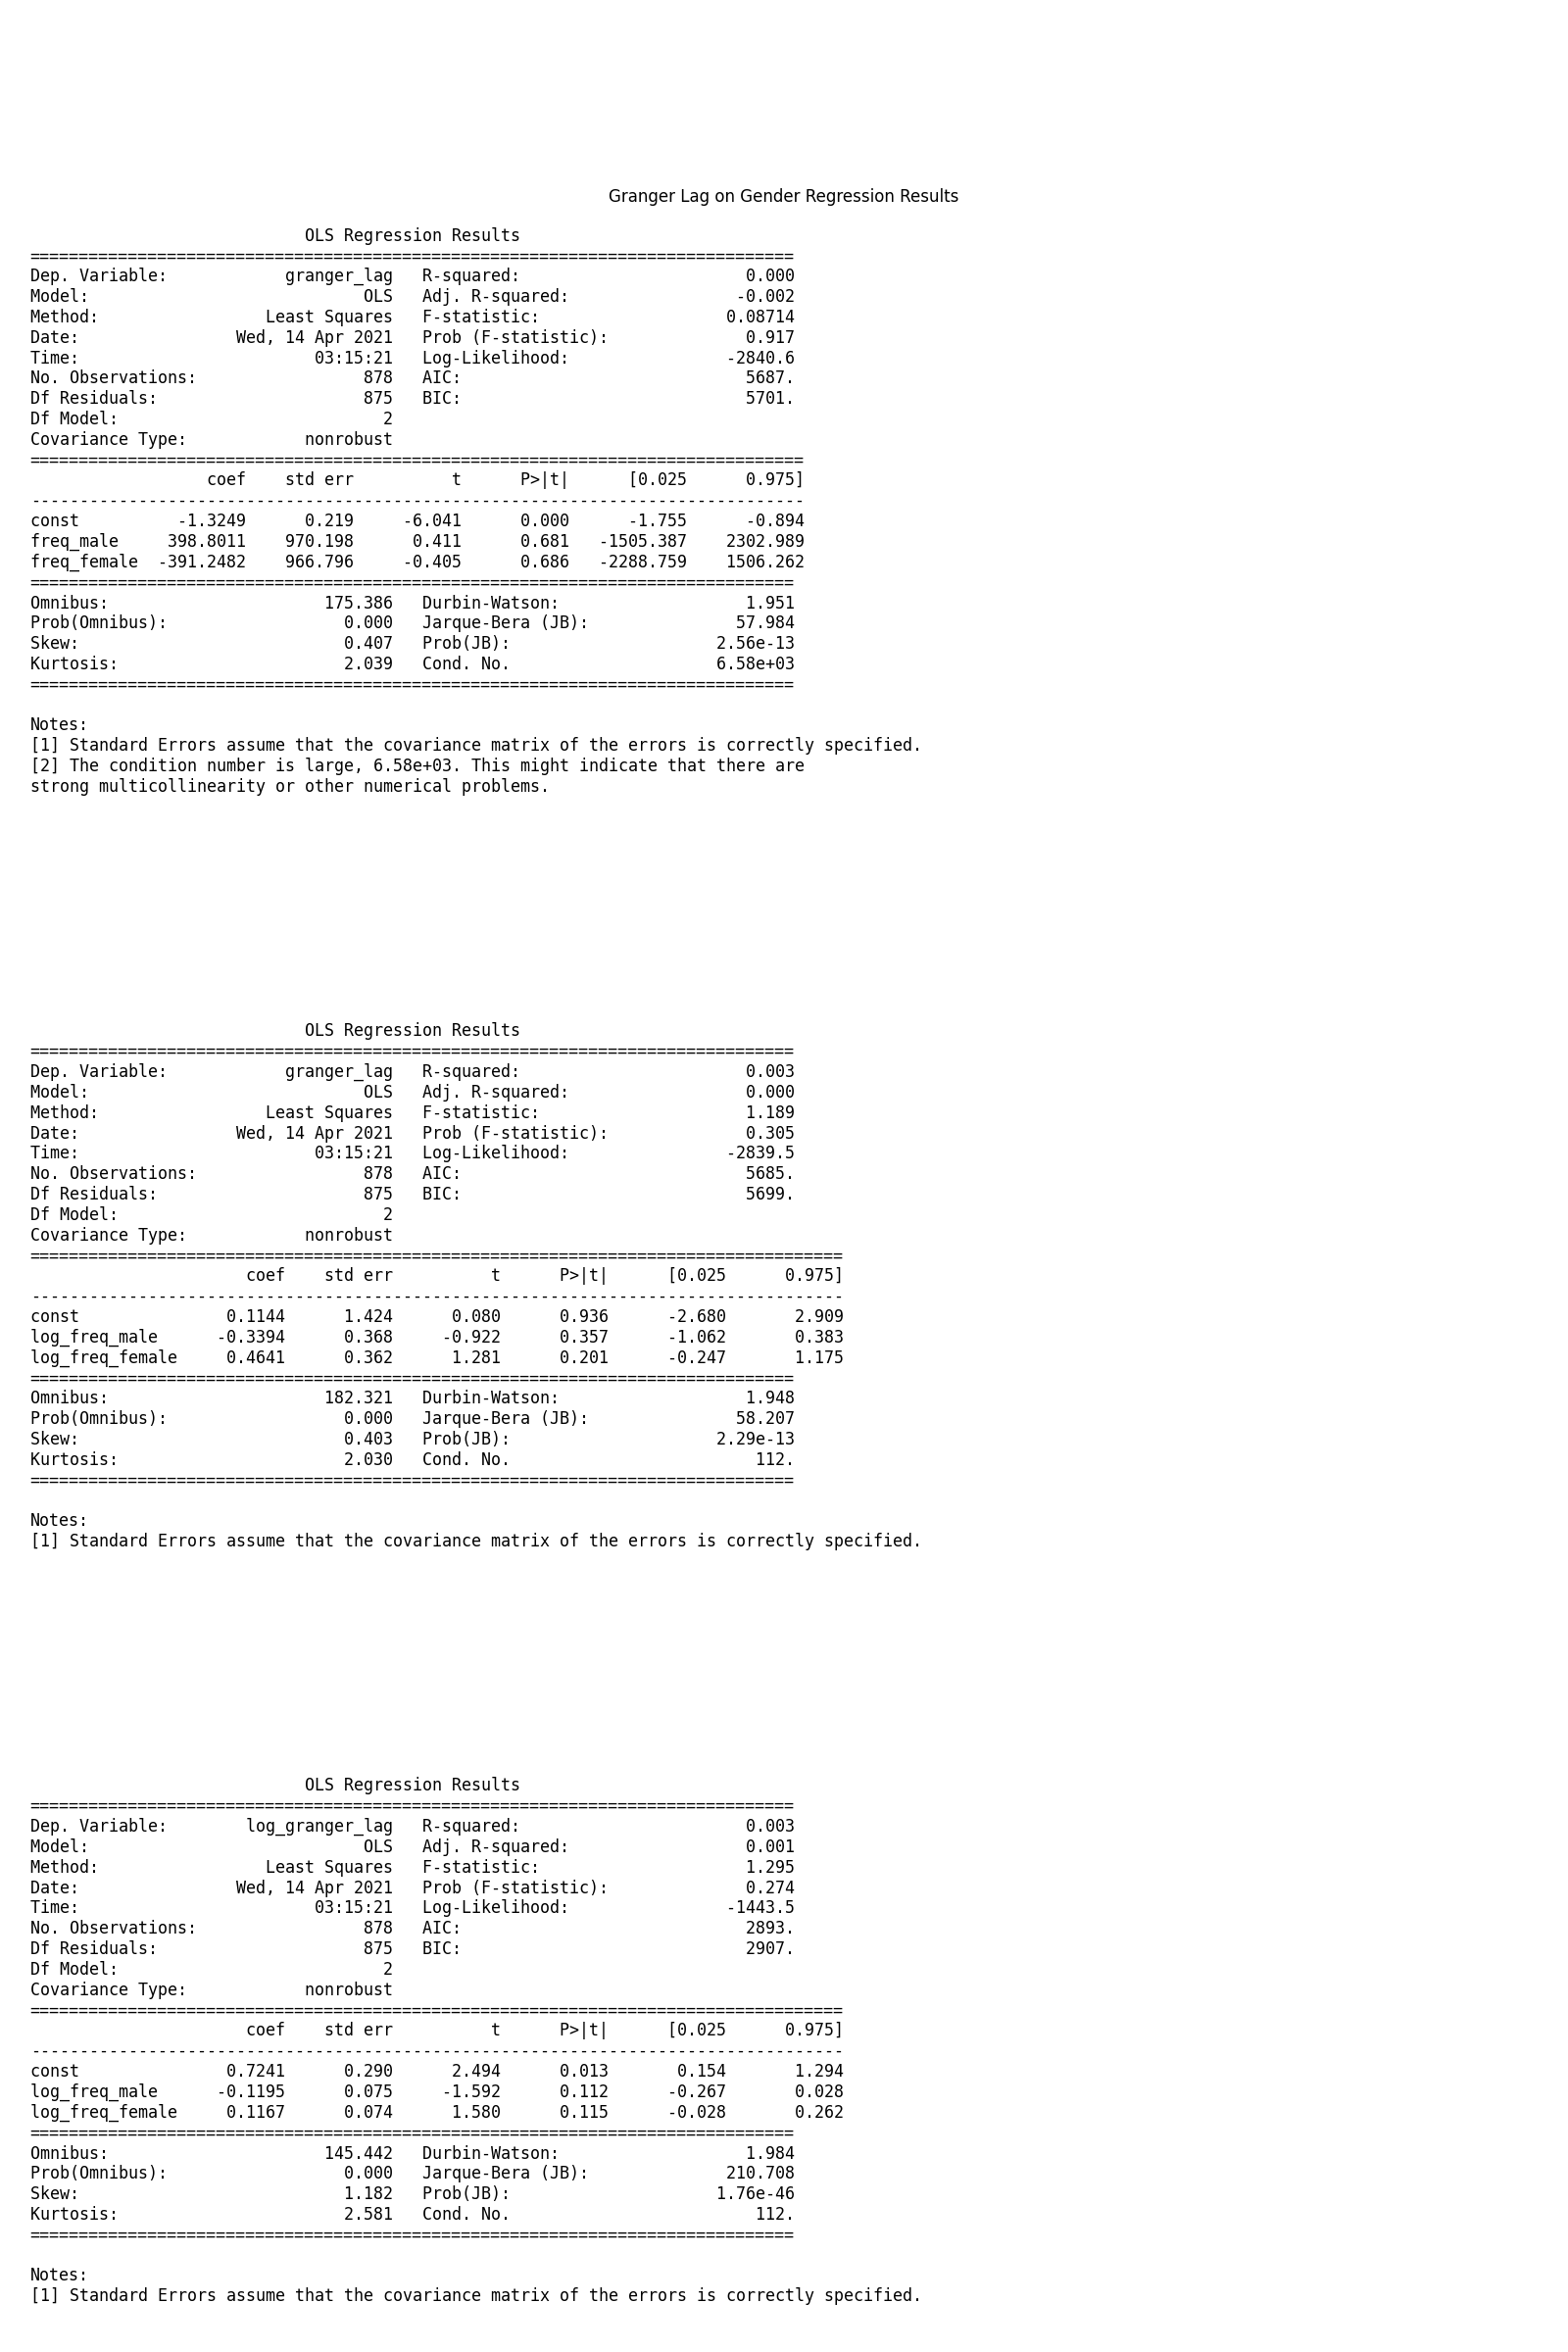 Granger Lag on Gender Regression Results
                            OLS Regression Results
==============================================================================
Dep. Variable:            granger_lag   R-squared:                       0.000
Model:                            OLS   Adj. R-squared:                 -0.002
Method:                 Least Squares   F-statistic:                   0.08714
Date:                Wed, 14 Apr 2021   Prob (F-statistic):              0.917
Time:                        03:15:21   Log-Likelihood:                -2840.6
No. Observations:                 878   AIC:                             5687.
Df Residuals:                     875   BIC:                             5701.
Df Model:                           2
Covariance Type:            nonrobust
===============================================================================
                  coef    std err          t      P>|t|      [0.025      0.975]
-------------------------------------------------------------------------------
const          -1.3249      0.219     -6.041      0.000      -1.755      -0.894
freq_male     398.8011    970.198      0.411      0.681   -1505.387    2302.989
freq_female  -391.2482    966.796     -0.405      0.686   -2288.759    1506.262
==============================================================================
Omnibus:                      175.386   Durbin-Watson:                   1.951
Prob(Omnibus):                  0.000   Jarque-Bera (JB):               57.984
Skew:                           0.407   Prob(JB):                     2.56e-13
Kurtosis:                       2.039   Cond. No.                     6.58e+03
==============================================================================
Notes:
[1] Standard Errors assume that the covariance matrix of the errors is correctly specified.
[2] The condition number is large, 6.58e+03. This might indicate that there are
strong multicollinearity or other numerical problems.
                            OLS Regression Results
==============================================================================
Dep. Variable:            granger_lag   R-squared:                       0.003
Model:                            OLS   Adj. R-squared:                  0.000
Method:                 Least Squares   F-statistic:                     1.189
Date:                Wed, 14 Apr 2021   Prob (F-statistic):              0.305
Time:                        03:15:21   Log-Likelihood:                -2839.5
No. Observations:                 878   AIC:                             5685.
Df Residuals:                     875   BIC:                             5699.
Df Model:                           2
Covariance Type:            nonrobust
===================================================================================
                      coef    std err          t      P>|t|      [0.025      0.975]
-----------------------------------------------------------------------------------
const               0.1144      1.424      0.080      0.936      -2.680       2.909
log_freq_male      -0.3394      0.368     -0.922      0.357      -1.062       0.383
log_freq_female     0.4641      0.362      1.281      0.201      -0.247       1.175
==============================================================================
Omnibus:                      182.321   Durbin-Watson:                   1.948
Prob(Omnibus):                  0.000   Jarque-Bera (JB):               58.207
Skew:                           0.403   Prob(JB):                     2.29e-13
Kurtosis:                       2.030   Cond. No.                         112.
==============================================================================
Notes:
[1] Standard Errors assume that the covariance matrix of the errors is correctly specified.
                            OLS Regression Results
==============================================================================
Dep. Variable:        log_granger_lag   R-squared:                       0.003
Model:                            OLS   Adj. R-squared:                  0.001
Method:                 Least Squares   F-statistic:                     1.295
Date:                Wed, 14 Apr 2021   Prob (F-statistic):              0.274
Time:                        03:15:21   Log-Likelihood:                -1443.5
No. Observations:                 878   AIC:                             2893.
Df Residuals:                     875   BIC:                             2907.
Df Model:                           2
Covariance Type:            nonrobust
===================================================================================
                      coef    std err          t      P>|t|      [0.025      0.975]
-----------------------------------------------------------------------------------
const               0.7241      0.290      2.494      0.013       0.154       1.294
log_freq_male      -0.1195      0.075     -1.592      0.112      -0.267       0.028
log_freq_female     0.1167      0.074      1.580      0.115      -0.028       0.262
==============================================================================
Omnibus:                      145.442   Durbin-Watson:                   1.984
Prob(Omnibus):                  0.000   Jarque-Bera (JB):              210.708
Skew:                           1.182   Prob(JB):                     1.76e-46
Kurtosis:                       2.581   Cond. No.                         112.
==============================================================================
Notes:
[1] Standard Errors assume that the covariance matrix of the errors is correctly specified.